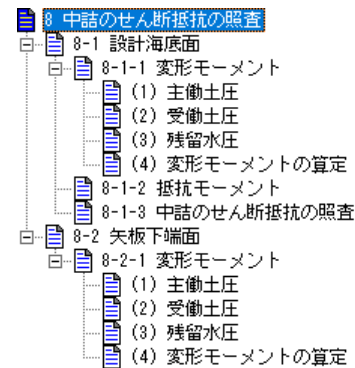 8 中詰のせん断抵抗の照査
8-1 設計海底面
8-1-1 変形モーメント
(1) 主働土圧
(2) 受働土圧
(3) 残留水圧
(4) 変形モーメントの算定
8-1-2 抵抗モーメント
8-1-3 中詰のせん断抵抗の照査
8-2 矢板下端面
8-2-1 変形モーメント
(1) 主働土圧
(2) 受働土圧
(3) 残留水圧
(4) 変形モーメントの算定